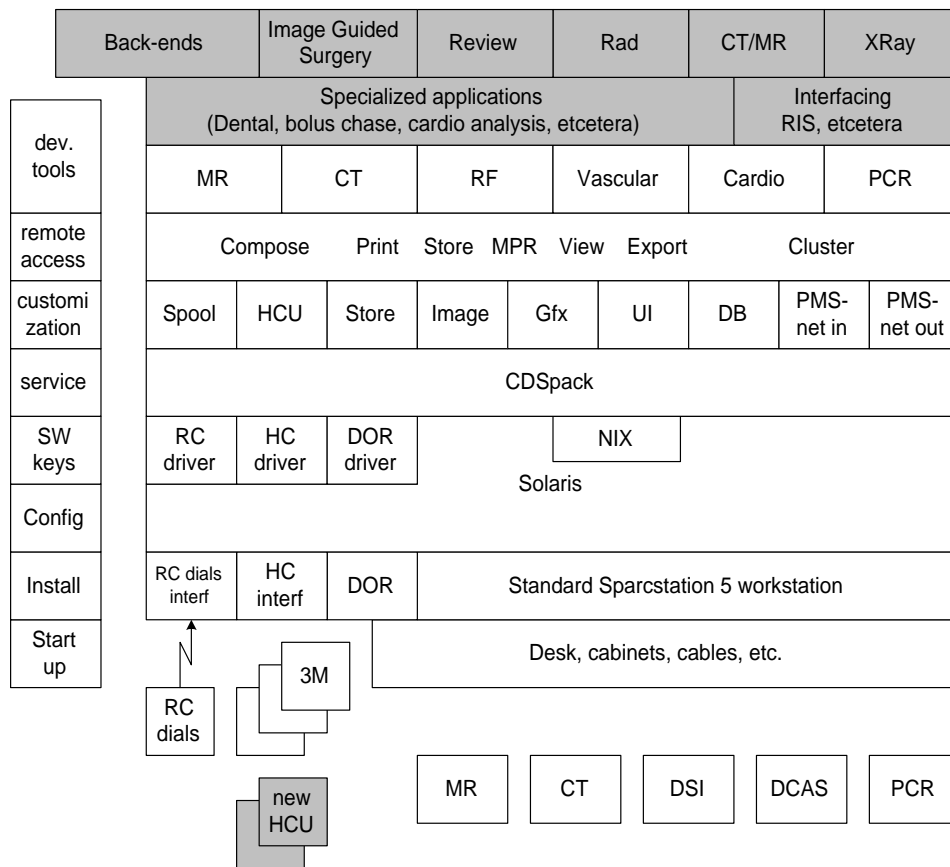 Back-ends
Image Guided
Surgery
Review
Rad
CT/MR
XRay
Specialized applications
(Dental, bolus chase, cardio analysis, etcetera)
Interfacing
RIS, etcetera
dev.
tools
MR
CT
RF
Vascular
Cardio
PCR
remote
access
Compose Print Store MPR View Export Cluster
customi
zation
Spool
HCU
Store
Image
Gfx
UI
DB
PMS-
net in
PMS-
net out
service
CDSpack
SW
keys
RC
driver
HC
driver
DOR
driver
NIX
Solaris
Config
Install
RC dials
interf
HC
interf
DOR
Standard Sparcstation 5 workstation
Start
up
3M
Desk, cabinets, cables, etc.
RC
dials
new
HCU
MR
CT
DSI
DCAS
PCR